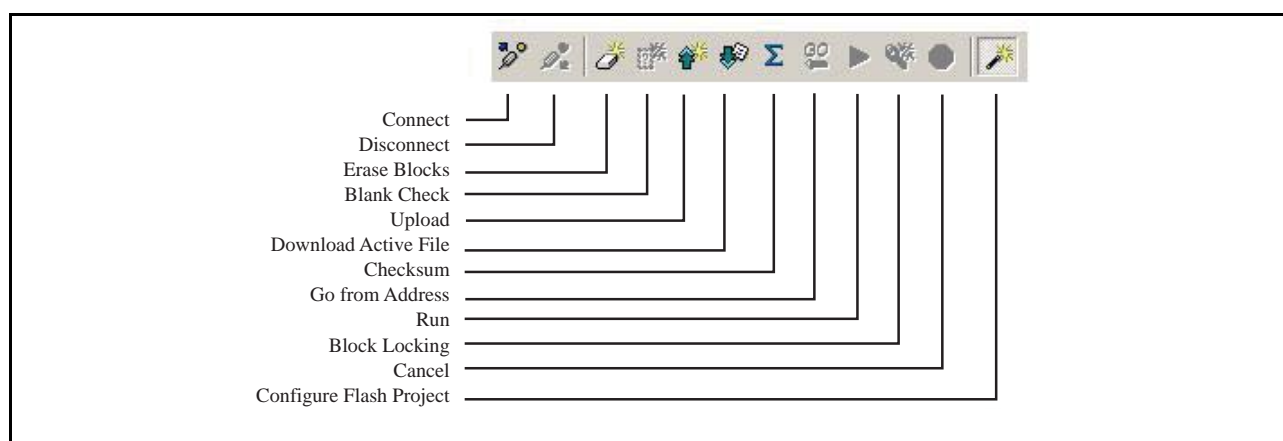 GO
Connect
Disconnect
Erase Blocks
Blank Check
Upload
Download Active File
Checksum
Go from Address
Run
Block Locking
Cancel
Configure Flash Project